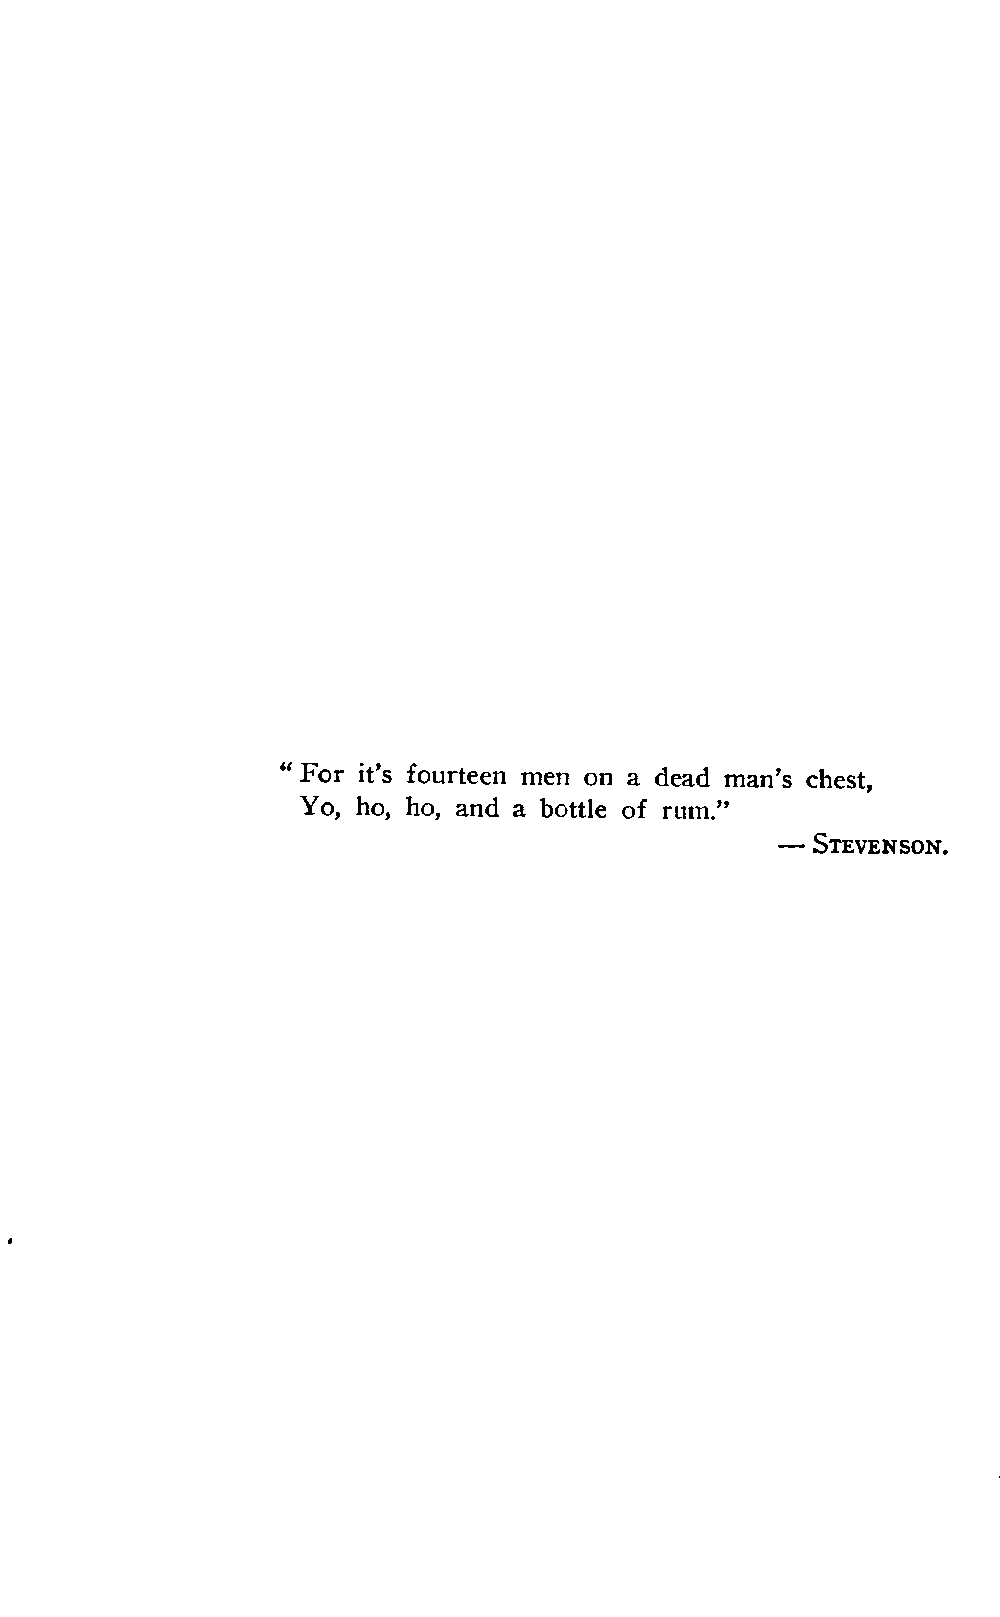 “ For it’s fourteen men on a dead man’s chest,
Yo, ho, ho, and a bottle of rum.”
— STEVENSON.